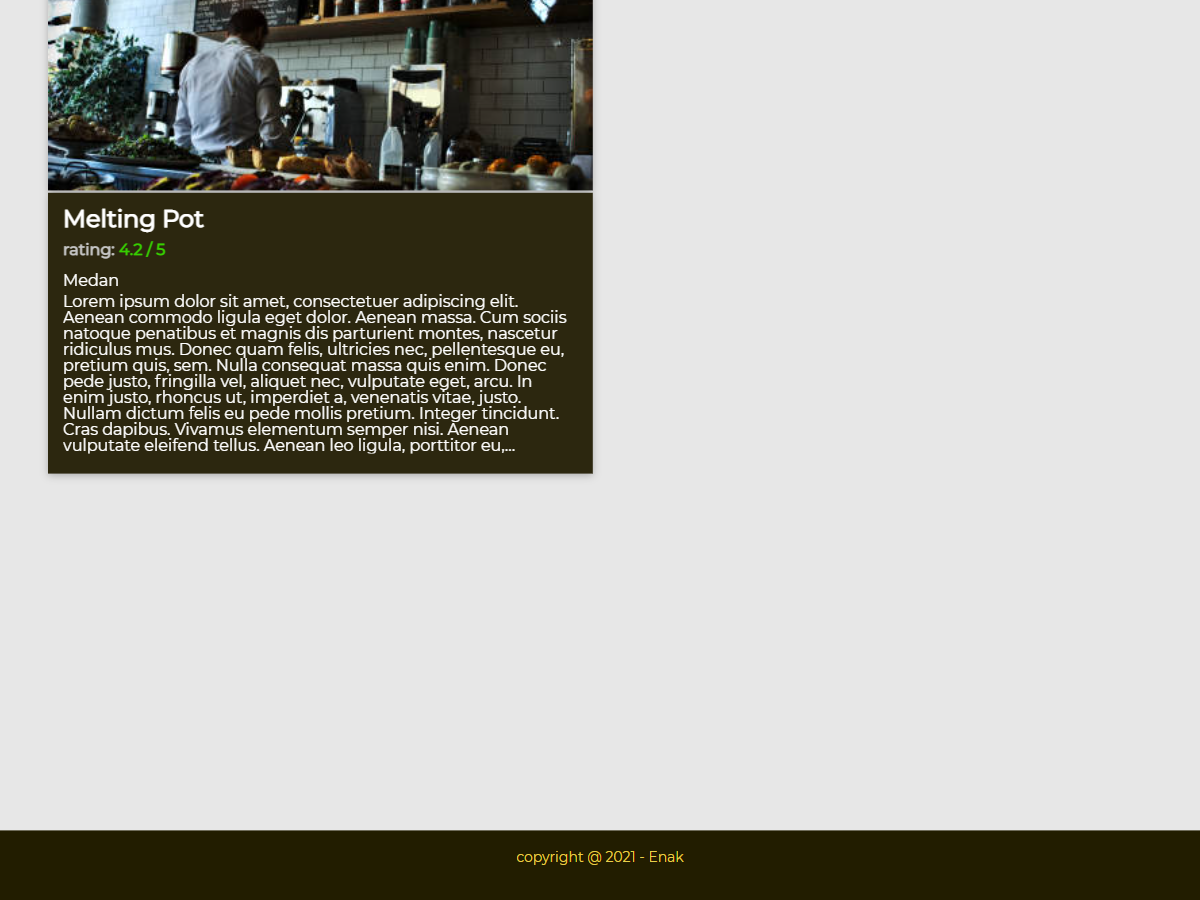 Melting Pot
rating: 4.2 / 5
Medan
Lorem ipsum dolor sit amet, consectetuer adipiscing elit.
Aenean commodo ligula eget dolor. Aenean massa. Cum sociis
natoque penatibus et magnis dis parturient montes, nascetur
ridiculus mus. Donec quam felis, ultricies nec, pellentesque eu,
pretium quis, sem. Nulla consequat massa quis enim. Donec
pede justo, fringilla vel, aliquet nec, vulputate eget, arcu. In
enim justo, rhoncus ut, imperdiet a, venenatis vitae, justo.
Nullam dictum felis eu pede mollis pretium. Integer tincidunt.
Cras dapibus. Vivamus elementum semper nisi. Aenean
vulputate eleifend tellus. Aenean leo ligula, porttitor eu,...
copyright @ 2021 - Enak